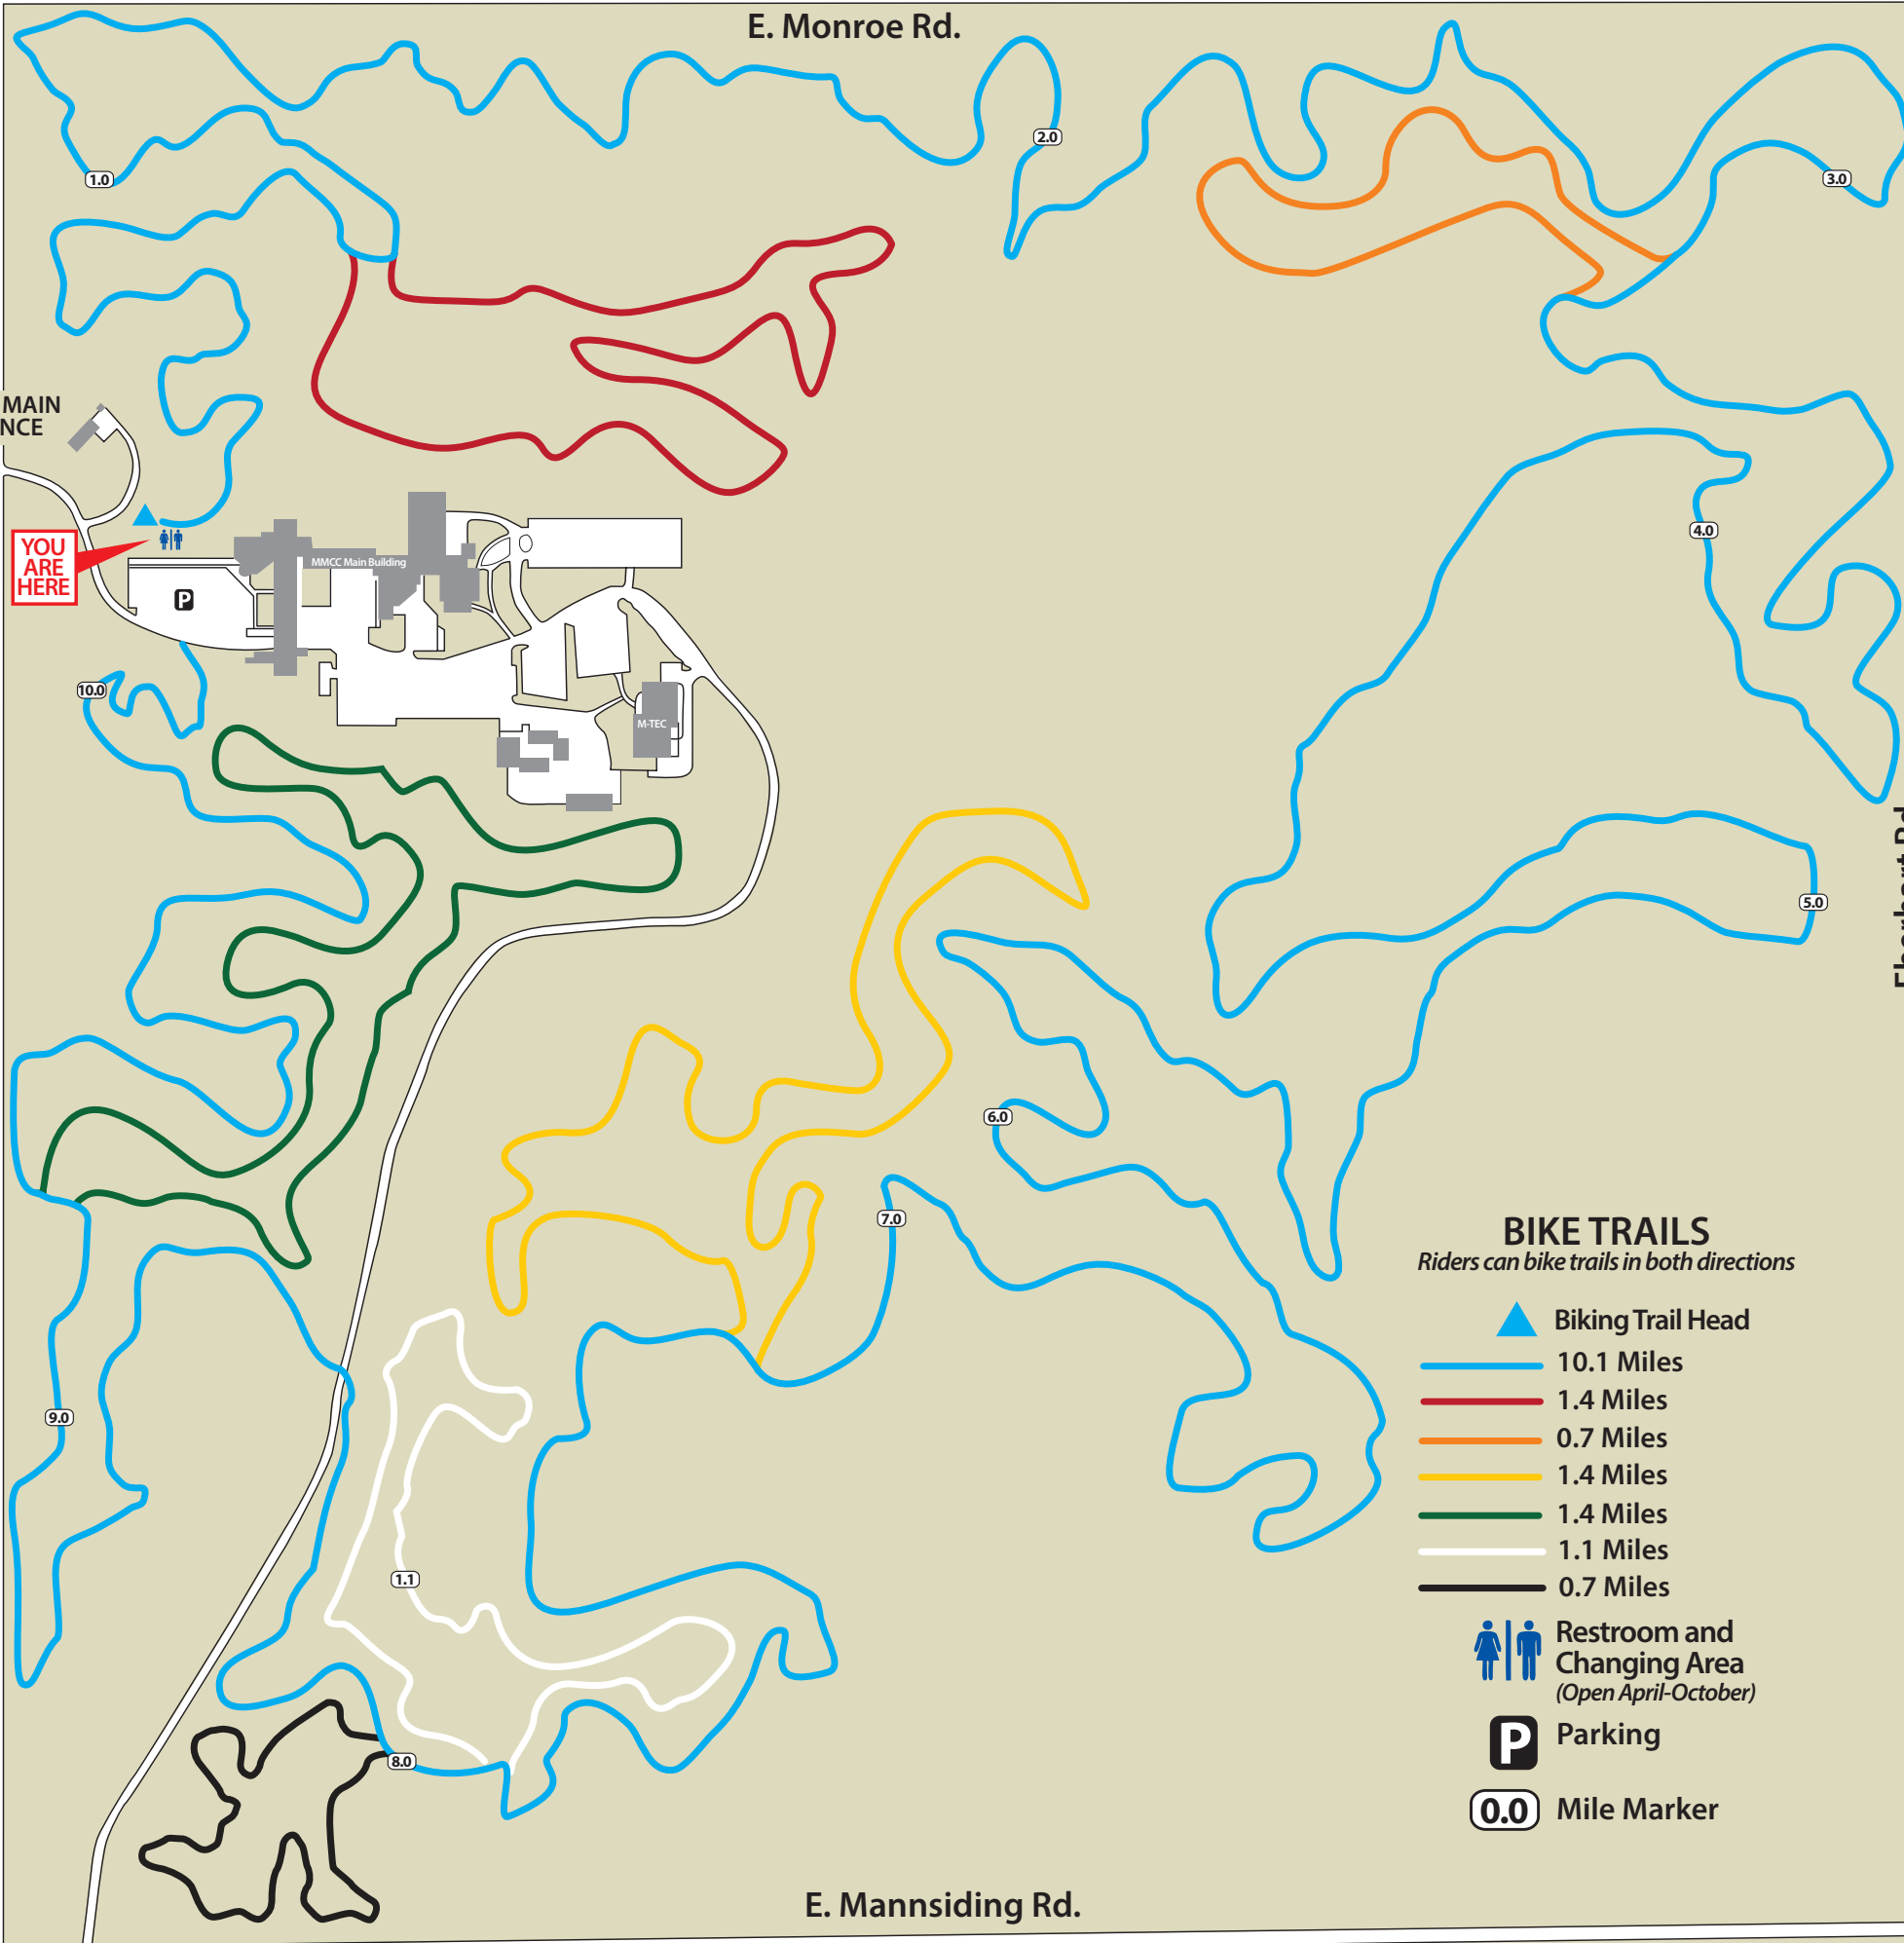 E. Monroe Rd.
2.0
1.0
3.0
MAIN
NCE
4.0
YOU
ARE
HERE
MMCC Main Building
P
10.0
M-TEC
5.0
6.0
7.0
BIKE TRAILS
Riders can bike trails in both directions
Biking Trail Head
10.1 Miles
1.4 Miles
0.7 Miles
1.4 Miles
1.4 Miles
1.1 Miles
0.7 Miles
9.0
1.1
Restroom and
Changing Area
(Open April-October)
P Parking
8.0
0.0 Mile Marker
E. Mannsiding Rd.